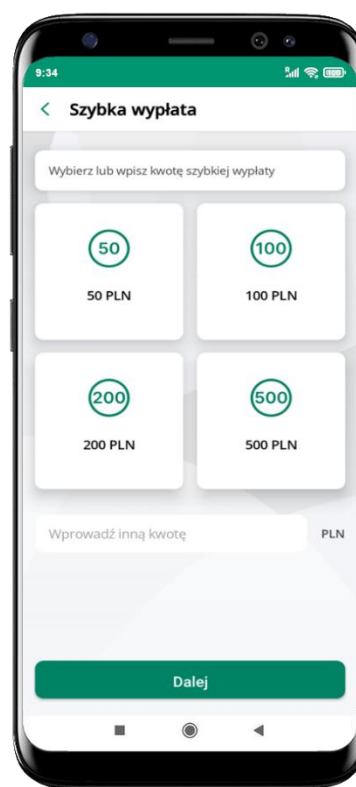 9:34
Szybka wypłata
Wybierz lub wpisz kwotę szybkiej wypłaty
50
100
50 PLN
100 PLN
200
500
200 PLN
500 PLN
Wprowadź inną kwotę
PLN
Dalej